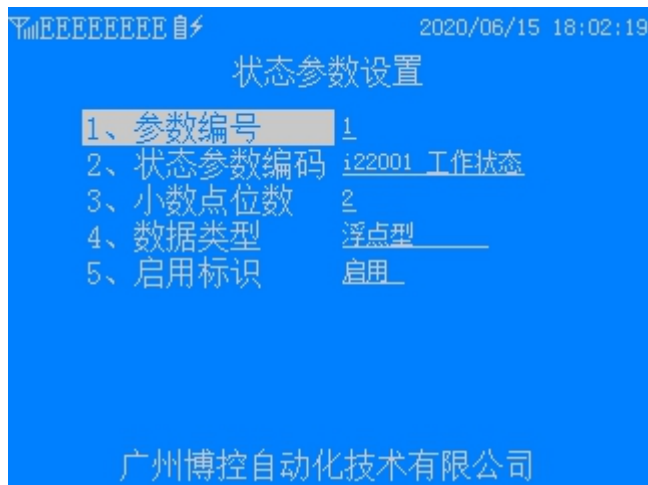 EEEEEEEEE 2020/06/15 18:02:19
状态参数设置
1、参数编号 1
2、状态参数编码 i22001 工作状态
3、小数点位数 2
4、数据类型 浮点型
5、启用标识 启用
广州博控自动化技术有限公司